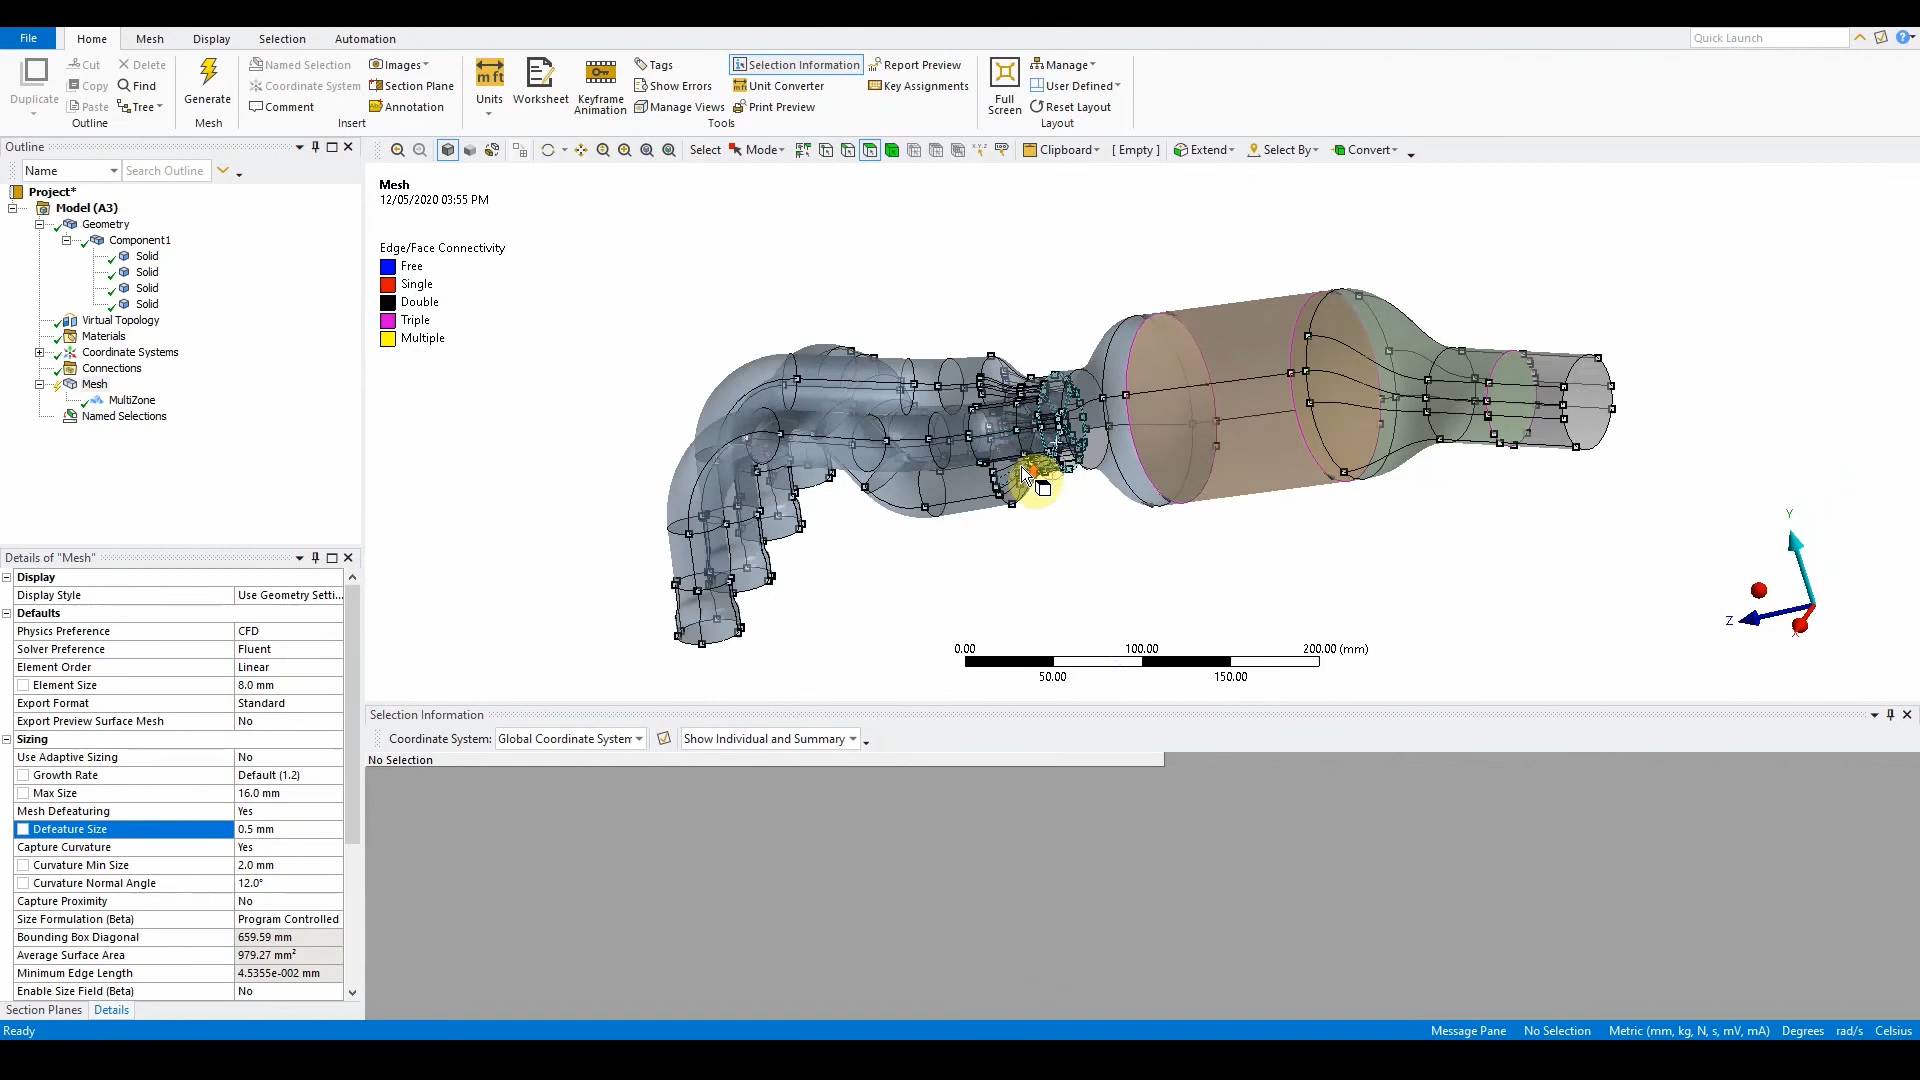 File Home Mesh Display Selection Automation Quick Launch
Duplicate Cut Copy Paste Delete Find Tree Outline
Generate Mesh
Named Selection Coordinate System Comment Images Section Plane Annotation Insert
Units Worksheet Keyframe Animation Tags Show Errors Manage Views Selection Information Unit Converter Print Preview Report Preview Key Assignments Tools
Full Screen Manage User Defined Reset Layout Layout
Outline
Name Search Outline
Select Mode Clipboard [ Empty ] Extend Select By Convert
Project*
Model (A3)
Geometry
Component1
Solid
Solid
Solid
Solid
Virtual Topology
Materials
Coordinate Systems
Connections
Mesh
MultiZone
Named Selections
Mesh
12/05/2020 03:55 PM
Edge/Face Connectivity
Free
Single
Double
Triple
Multiple
Y
Z
X
0.00 100.00 200.00 (mm)
50.00 150.00
Details of "Mesh"
Display
Display Style Use Geometry Setti...
Defaults
Physics Preference CFD
Solver Preference Fluent
Element Order Linear
Element Size 8.0 mm
Export Format Standard
Export Preview Surface Mesh No
Sizing
Use Adaptive Sizing No
Growth Rate Default (1.2)
Max Size 16.0 mm
Mesh Defeaturing Yes
Defeature Size 0.5 mm
Capture Curvature Yes
Curvature Min Size 2.0 mm
Curvature Normal Angle 12.0°
Capture Proximity No
Size Formulation (Beta) Program Controlled
Bounding Box Diagonal 659.59 mm
Average Surface Area 979.27 mm²
Minimum Edge Length 4.5355e-002 mm
Enable Size Field (Beta) No
Section Planes Details
Selection Information
Coordinate System: Global Coordinate System Show Individual and Summary
No Selection
Ready Message Pane No Selection Metric (mm, kg, N, s, mV, mA) Degrees rad/s Celsius